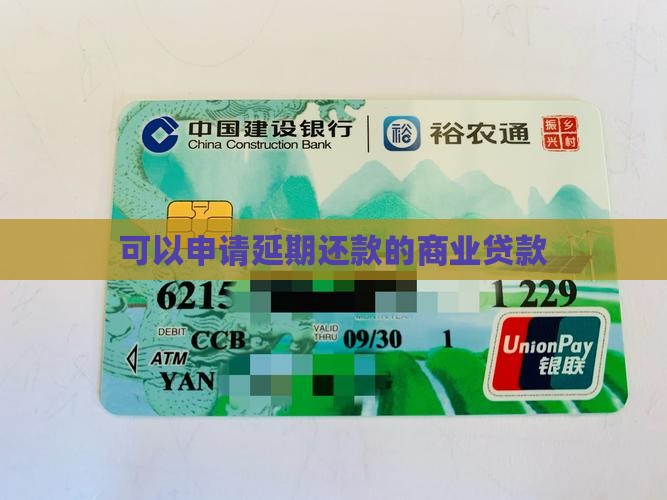 中国建设银行 裕 裕农通 振兴乡村
China Construction Bank
可以申请延期还款的商业贷款
6215 1 229
MONTH/YEAR
DEBIT CCB VALID THRU 09/30 1
ATM
YAN
UnionPay
银联